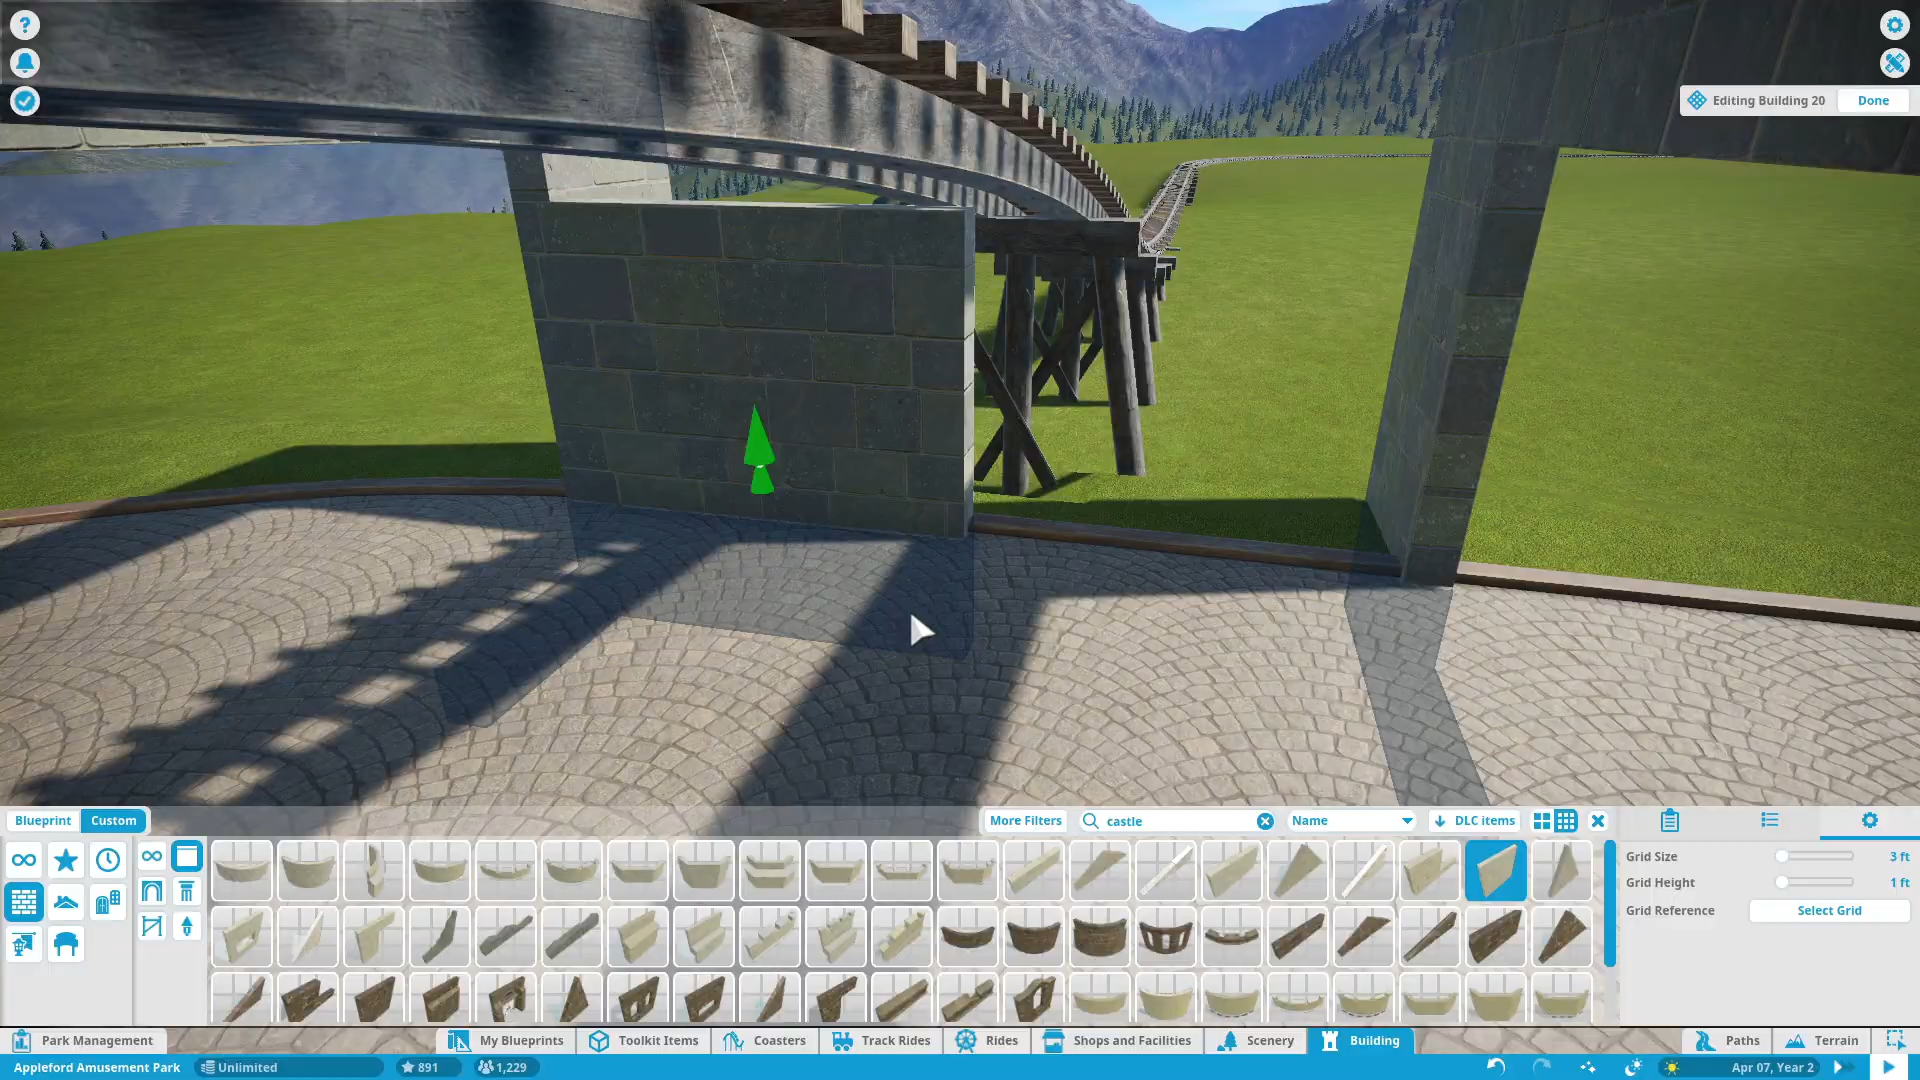 ?
Editing Building 20 Done
Blueprint Custom
More Filters castle Name DLC items
Grid Size 3 ft
Grid Height 1 ft
Grid Reference Select Grid
Park Management My Blueprints Toolkit Items Coasters Track Rides Rides Shops and Facilities Scenery Building Paths Terrain
Appleford Amusement Park Unlimited 891 1,229 Apr 07, Year 2